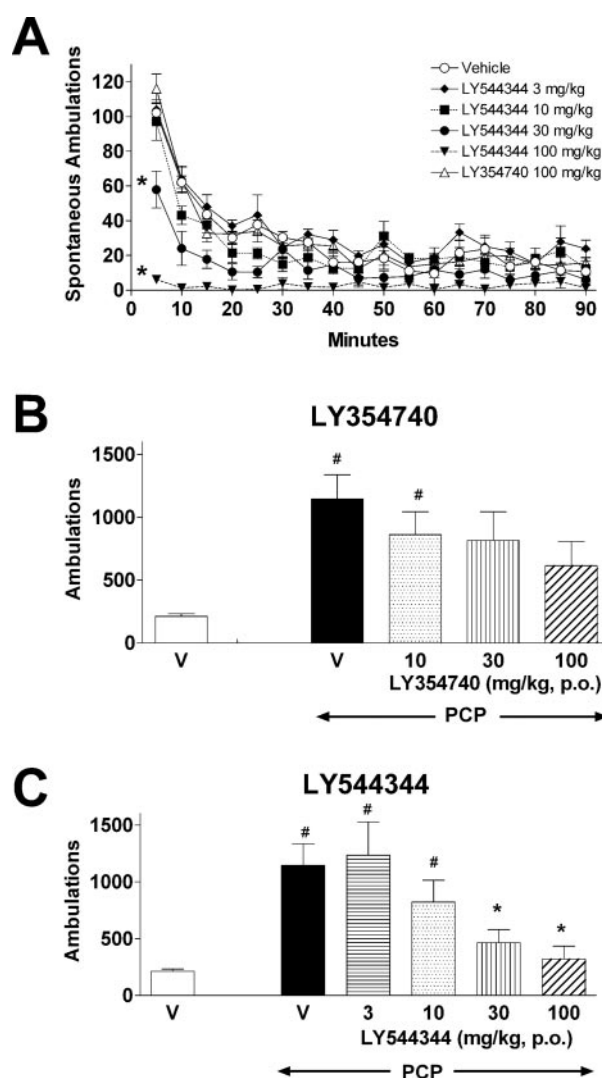 A
Spontaneous Ambulations
120
100
80
60
40
20
0
*
*
Vehicle
LY544344 3 mg/kg
LY544344 10 mg/kg
LY544344 30 mg/kg
LY544344 100 mg/kg
LY354740 100 mg/kg
0 10 20 30 40 50 60 70 80 90
Minutes
B
LY354740
Ambulations
1500
1000
500
0
# #
V V 10 30 100
LY354740 (mg/kg, p.o.)
PCP
C
LY544344
Ambulations
1500
1000
500
0
# # # * *
V V 3 10 30 100
LY544344 (mg/kg, p.o.)
PCP